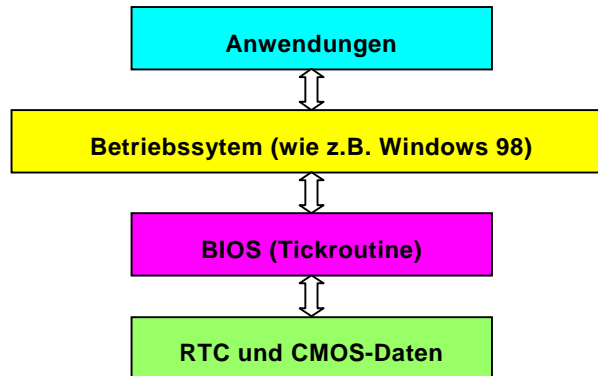 Anwendungen
Betriebssytem (wie z.B. Windows 98)
BIOS (Tickroutine)
RTC und CMOS-Daten